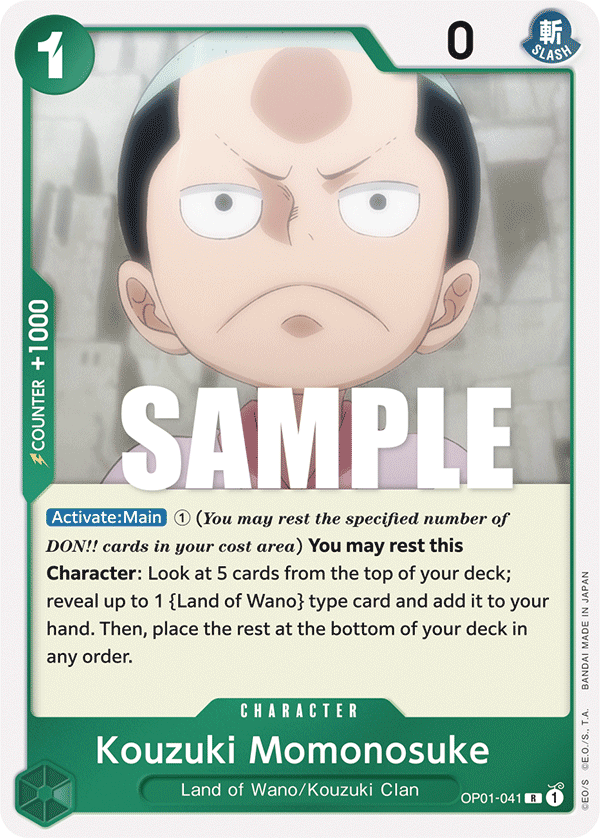 1
0
斬
SLASH
COUNTER +1000
SAMPLE
Activate:Main ① (You may rest the specified number of
DON!! cards in your cost area) You may rest this
Character: Look at 5 cards from the top of your deck;
reveal up to 1 {Land of Wano} type card and add it to your
hand. Then, place the rest at the bottom of your deck in
any order.
CHARACTER
Kouzuki Momonosuke
Land of Wano/Kouzuki Clan
OP01-041 R 1
©E.O/S ©E.O./S., T.A. BANDAI MADE IN JAPAN